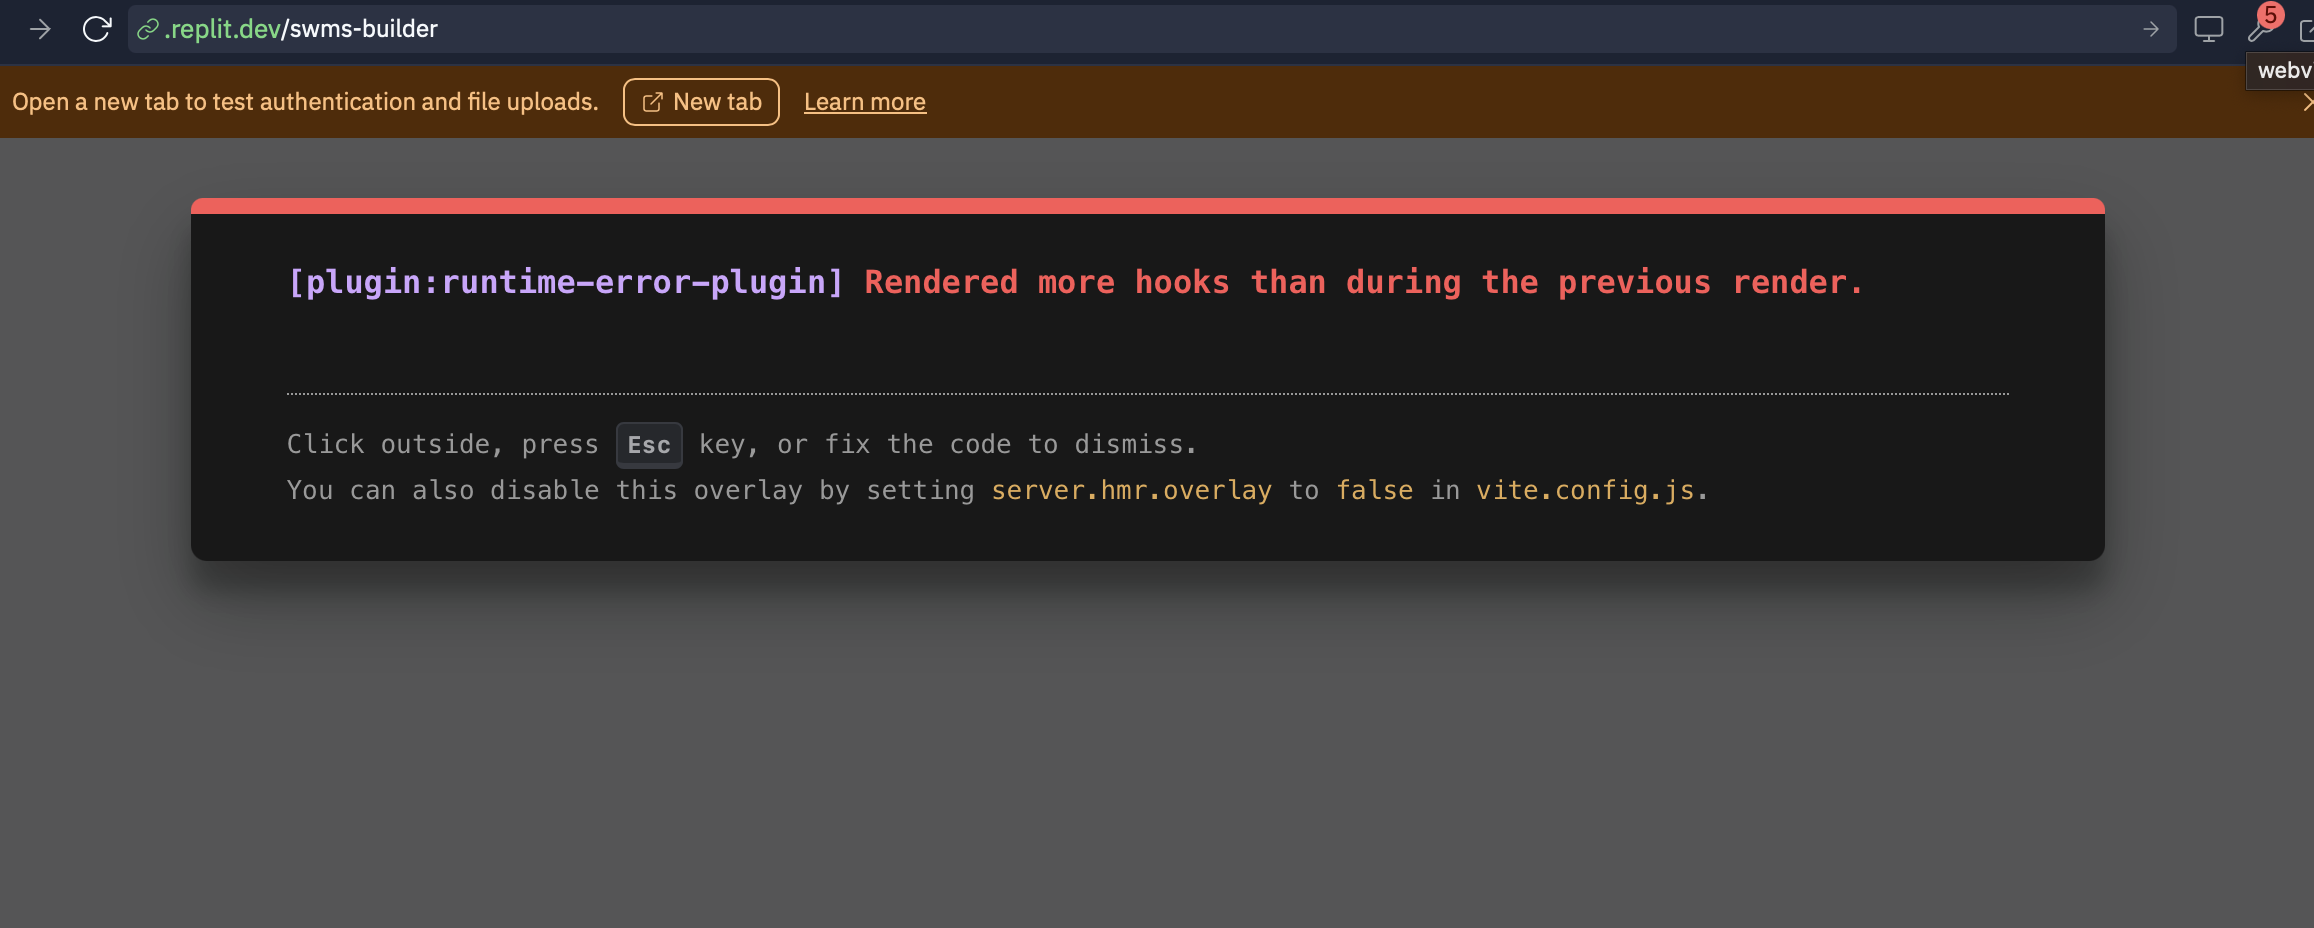 .replit.dev/swms-builder
5
Open a new tab to test authentication and file uploads. New tab Learn more
[plugin:runtime-error-plugin] Rendered more hooks than during the previous render.
Click outside, press Esc key, or fix the code to dismiss.
You can also disable this overlay by setting server.hmr.overlay to false in vite.config.js.